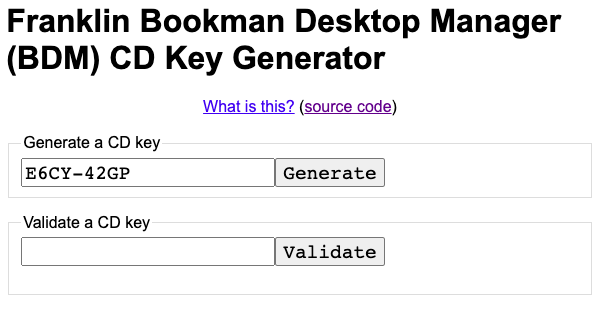 Franklin Bookman Desktop Manager
(BDM) CD Key Generator
What is this? (source code)
Generate a CD key
E6CY-42GP Generate
Validate a CD key
Validate